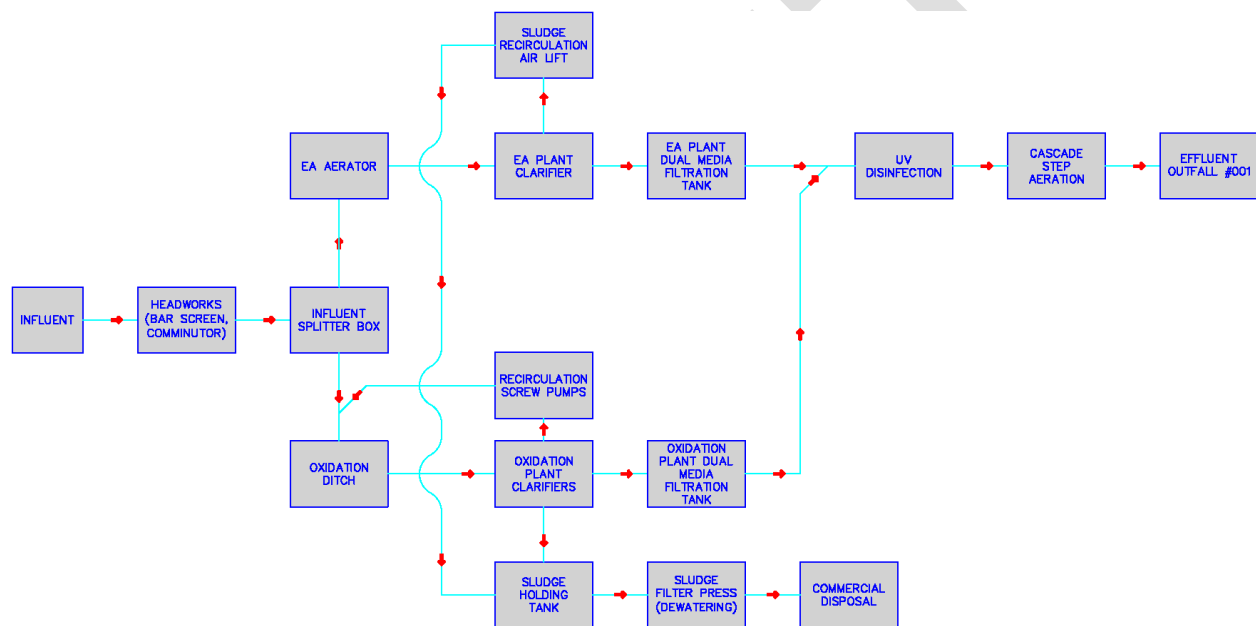 SLUDGE
RECIRCULATION
AIR LIFT
EA AERATOR
EA PLANT
CLARIFIER
EA PLANT
DUAL MEDIA
FILTRATION
TANK
UV
DISINFECTION
CASCADE
STEP
AERATION
EFFLUENT
OUTFALL #001
INFLUENT
HEADWORKS
(BAR SCREEN,
COMMINUTOR)
INFLUENT
SPLITTER BOX
RECIRCULATION
SCREW PUMPS
OXIDATION
DITCH
OXIDATION
PLANT
CLARIFIERS
OXIDATION
PLANT DUAL
MEDIA
FILTRATION
TANK
SLUDGE
HOLDING
TANK
SLUDGE
FILTER PRESS
(DEWATERING)
COMMERCIAL
DISPOSAL